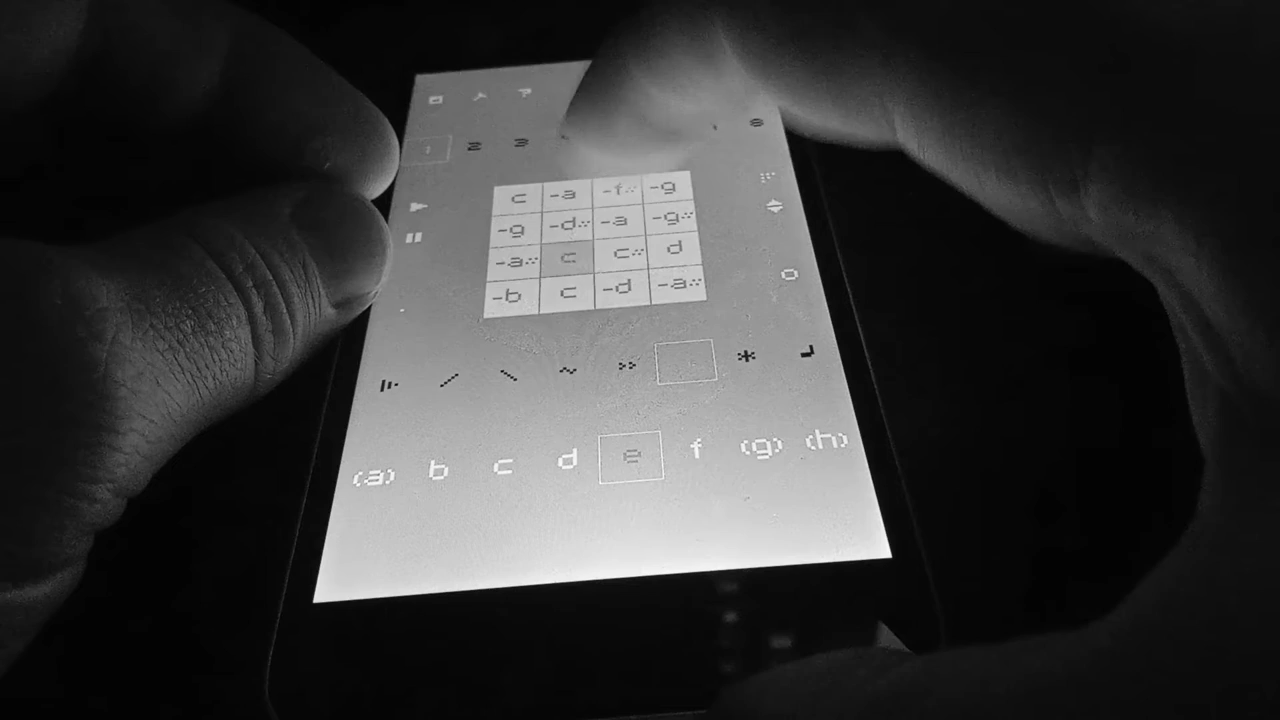 c -a -f -g
-g -d -a -g
-a c c d
-b c -d -a
(a) b c d e f (g) (h)